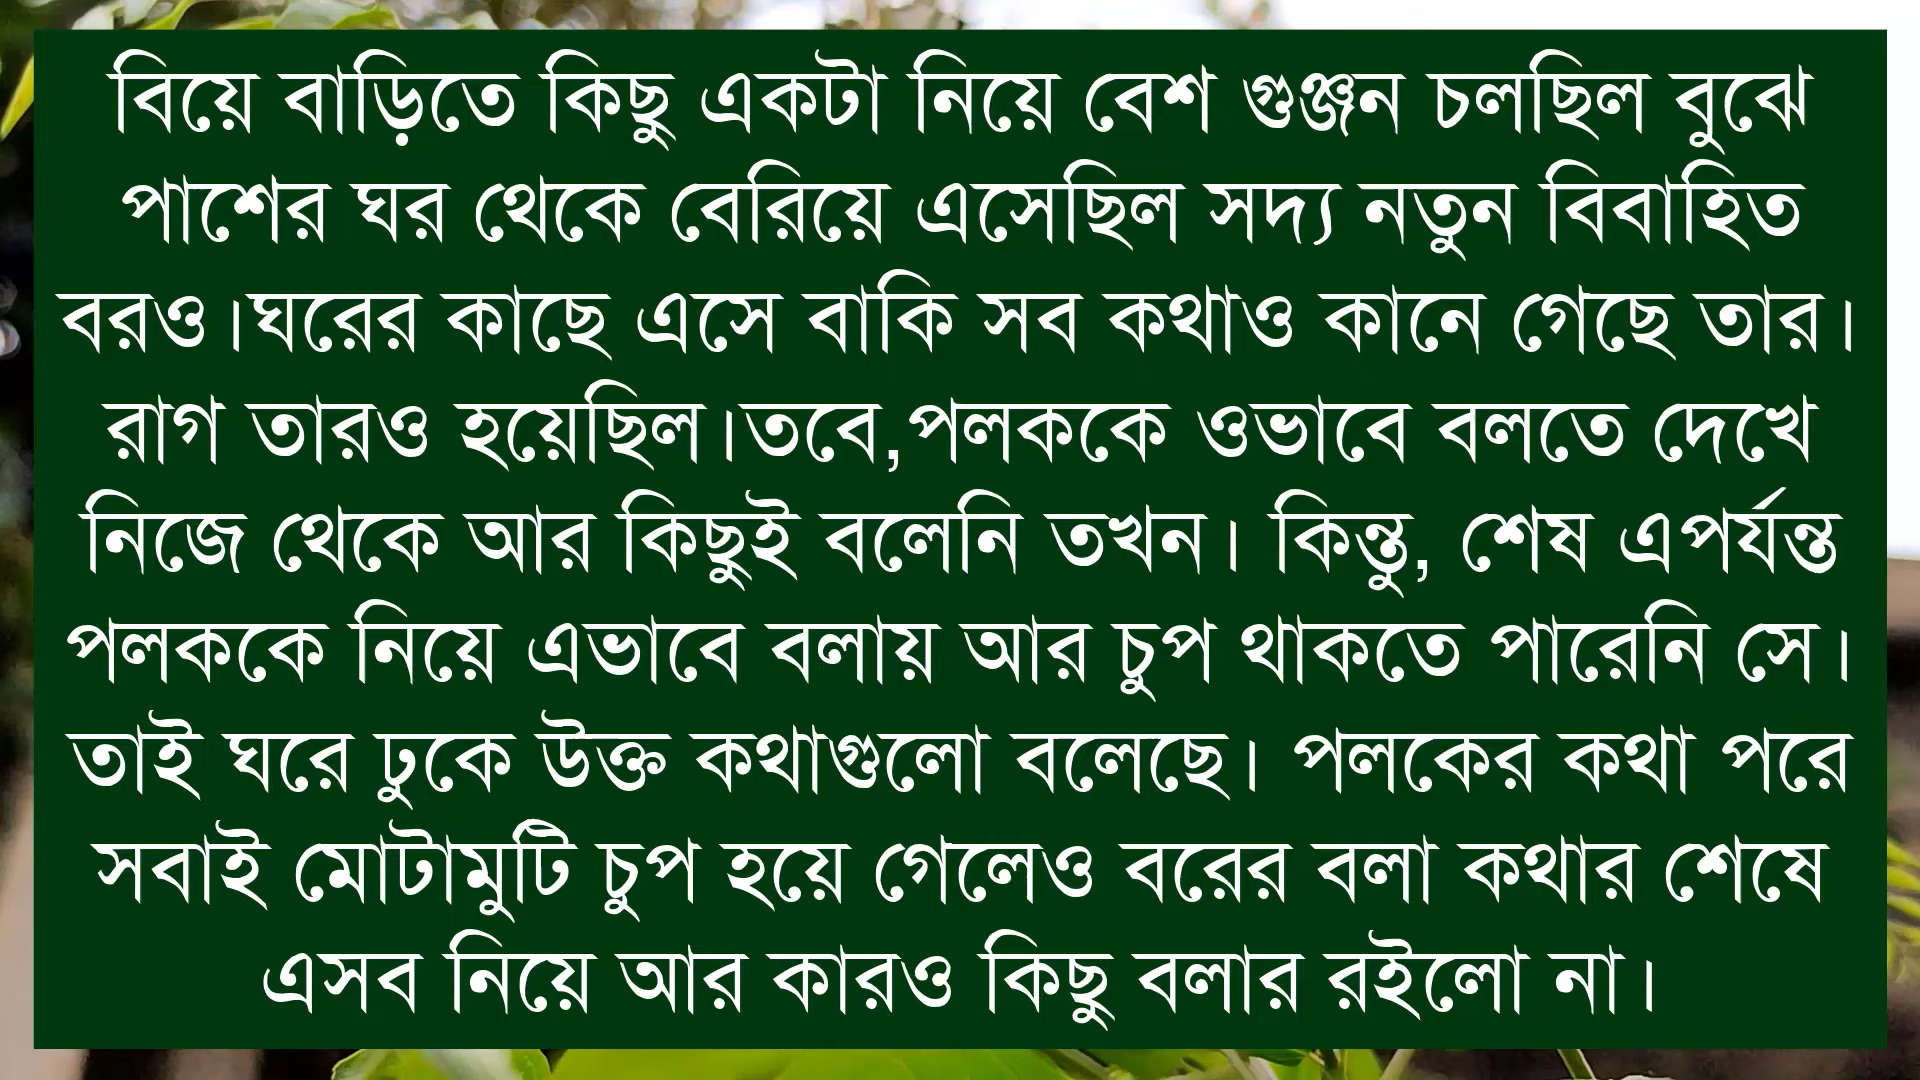 বিয়ে বাড়িতে কিছু একটা নিয়ে বেশ গুঞ্জন চলছিল বুঝে
পাশের ঘর থেকে বেরিয়ে এসেছিল সদ্য নতুন বিবাহিত
বরও।ঘরের কাছে এসে বাকি সব কথাও কানে গেছে তার।
রাগ তারও হয়েছিল।তবে,পলককে ওভাবে বলতে দেখে
নিজে থেকে আর কিছুই বলেনি তখন। কিন্তু, শেষ এপর্যন্ত
পলককে নিয়ে এভাবে বলায় আর চুপ থাকতে পারেনি সে।
তাই ঘরে ঢুকে উক্ত কথাগুলো বলেছে। পলকের কথা পরে
সবাই মোটামুটি চুপ হয়ে গেলেও বরের বলা কথার শেষে
এসব নিয়ে আর কারও কিছু বলার রইলো না।